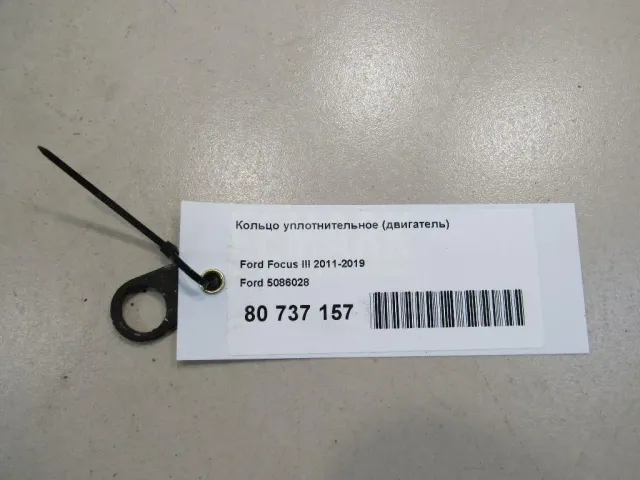 Кольцо уплотнительное (двигатель)
Ford Focus III 2011-2019
Ford 5086028
80 737 157